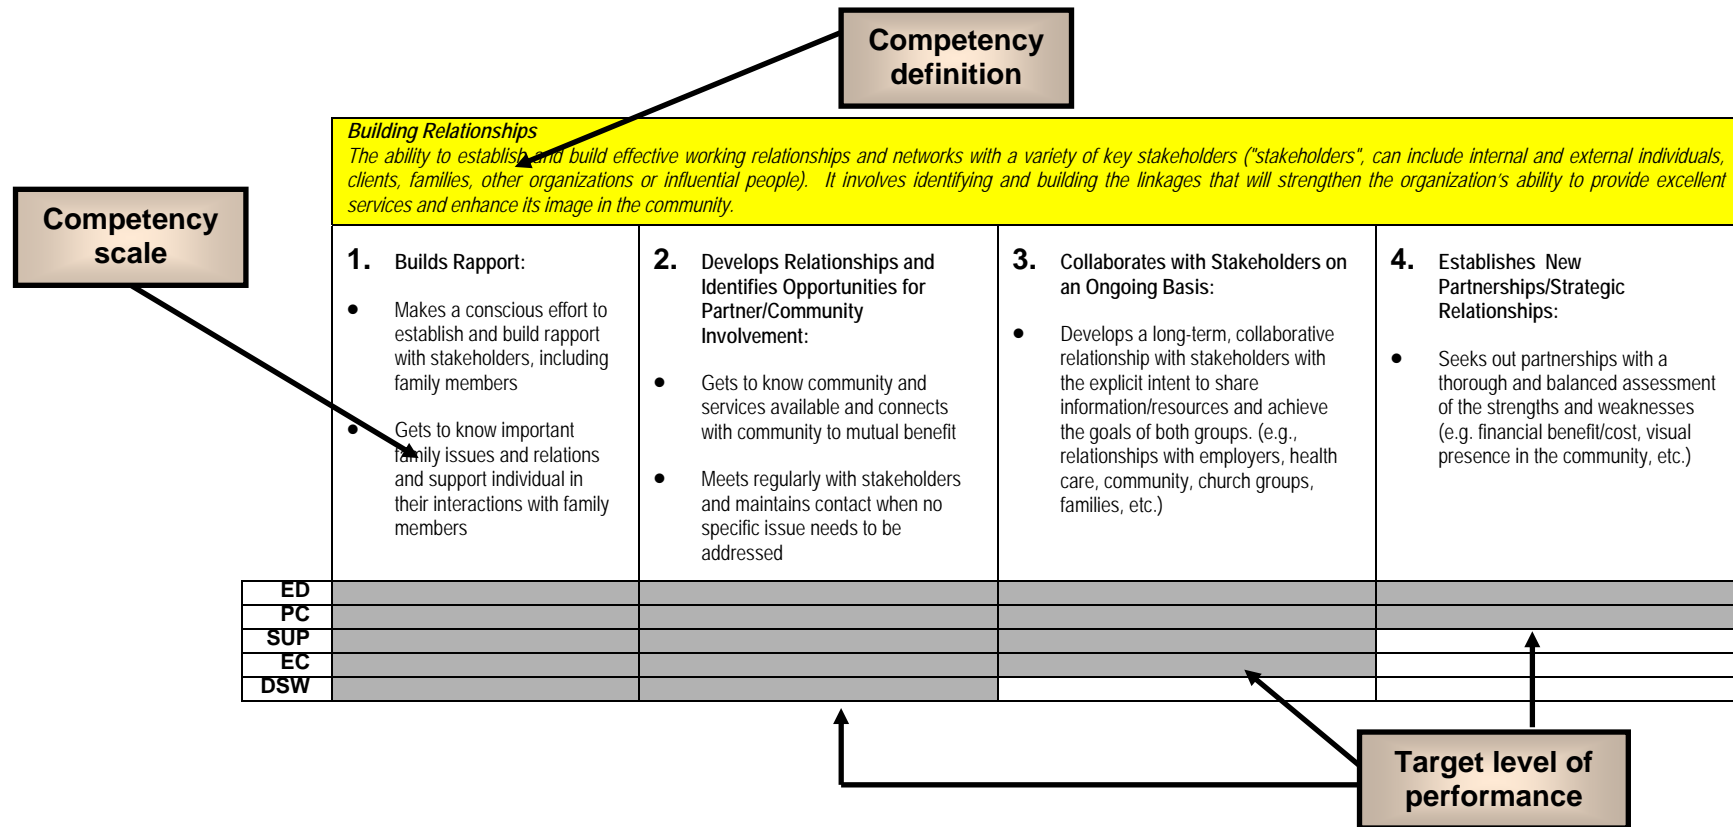 Competency
definition
Building Relationships
The ability to establish and build effective working relationships and networks with a variety of key stakeholders ("stakeholders", can include internal and external individuals,
clients, families, other organizations or influential people). It involves identifying and building the linkages that will strengthen the organization's ability to provide excellent
services and enhance its image in the community.
Competency
scale
1. Builds Rapport:
• Makes a conscious effort to
establish and build rapport
with stakeholders, including
family members
• Gets to know important
family issues and relations
and support individual in
their interactions with family
members
2. Develops Relationships and
Identifies Opportunities for
Partner/Community
Involvement:
• Gets to know community and
services available and connects
with community to mutual benefit
• Meets regularly with stakeholders
and maintains contact when no
specific issue needs to be
addressed
3. Collaborates with Stakeholders on
an Ongoing Basis:
• Develops a long-term, collaborative
relationship with stakeholders with
the explicit intent to share
information/resources and achieve
the goals of both groups. (e.g.,
relationships with employers, health
care, community, church groups,
families, etc.)
4. Establishes New
Partnerships/Strategic
Relationships:
• Seeks out partnerships with a
thorough and balanced assessment
of the strengths and weaknesses
(e.g. financial benefit/cost, visual
presence in the community, etc.)
ED
PC
SUP
EC
DSW
Target level of
performance